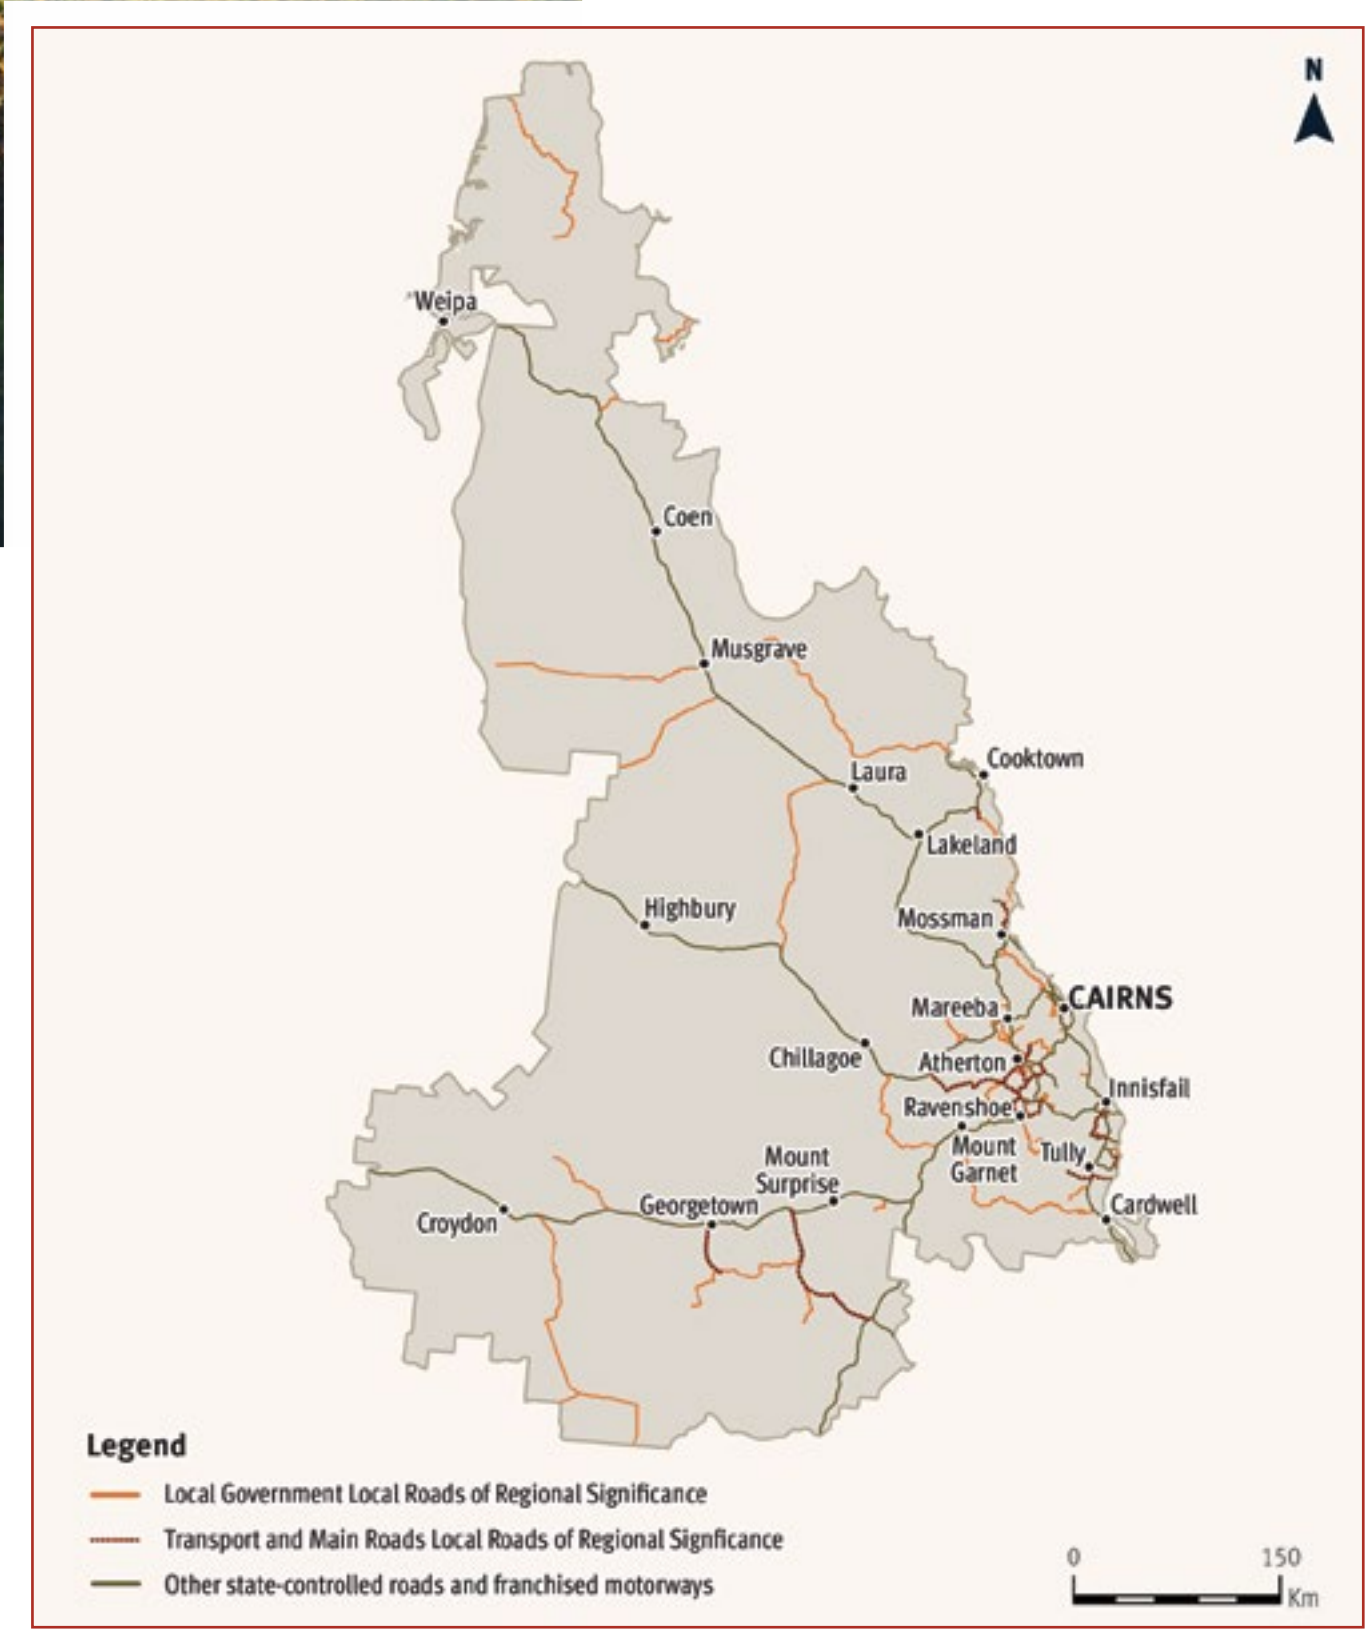 N
Weipa
Coen
Musgrave
Cooktown
Laura
Lakeland
Highbury
Mossman
CAIRNS
Mareeba
Chillagoe
Atherton
Innisfail
Ravenshoe
Mount
Garnet
Tully
Mount
Surprise
Georgetown
Cardwell
Croydon
Legend
Local Government Local Roads of Regional Significance
Transport and Main Roads Local Roads of Regional Signficance
Other state-controlled roads and franchised motorways
0 150
Km